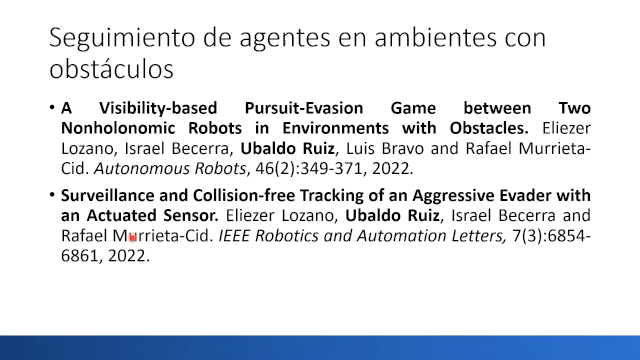 Seguimiento de agentes en ambientes con
obstáculos
• A Visibility-based Pursuit-Evasion Game between Two
Nonholonomic Robots in Environments with Obstacles. Eliezer
Lozano, Israel Becerra, Ubaldo Ruiz, Luis Bravo and Rafael Murrieta-
Cid. Autonomous Robots, 46(2):349-371, 2022.
• Surveillance and Collision-free Tracking of an Aggressive Evader with
an Actuated Sensor. Eliezer Lozano, Ubaldo Ruiz, Israel Becerra and
Rafael Murrieta-Cid. IEEE Robotics and Automation Letters, 7(3):6854-
6861, 2022.